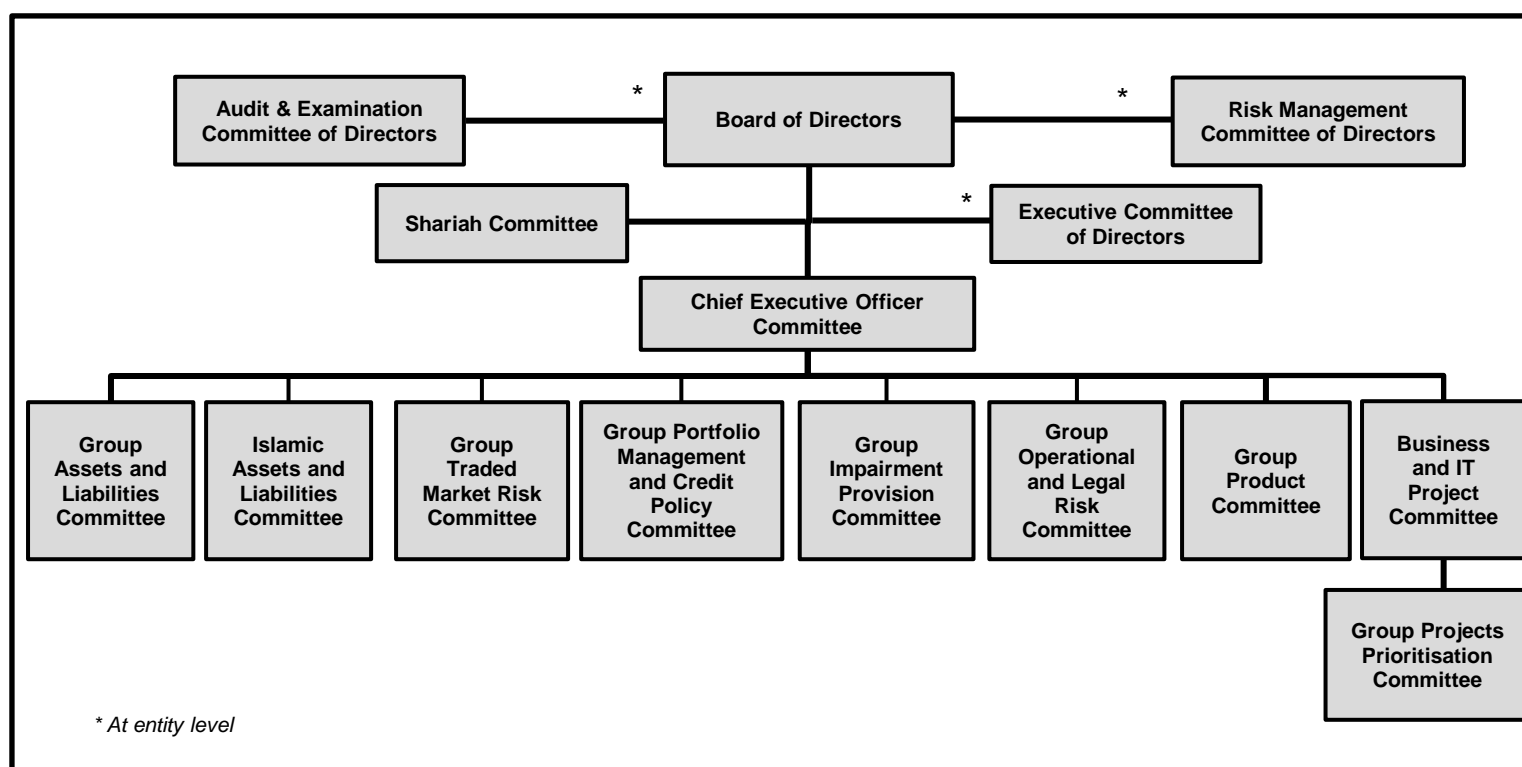 *
*
Audit & Examination
Committee of Directors
Board of Directors
Risk Management
Committee of Directors
*
Shariah Committee
Executive Committee
of Directors
Chief Executive Officer
Committee
Group
Assets and
Liabilities
Committee
Islamic
Assets and
Liabilities
Committee
Group
Traded
Market Risk
Committee
Group Portfolio
Management
and Credit
Policy
Committee
Group
Impairment
Provision
Committee
Group
Operational
and Legal
Risk
Committee
Group
Product
Committee
Business
and IT
Project
Committee
Group Projects
Prioritisation
Committee
* At entity level